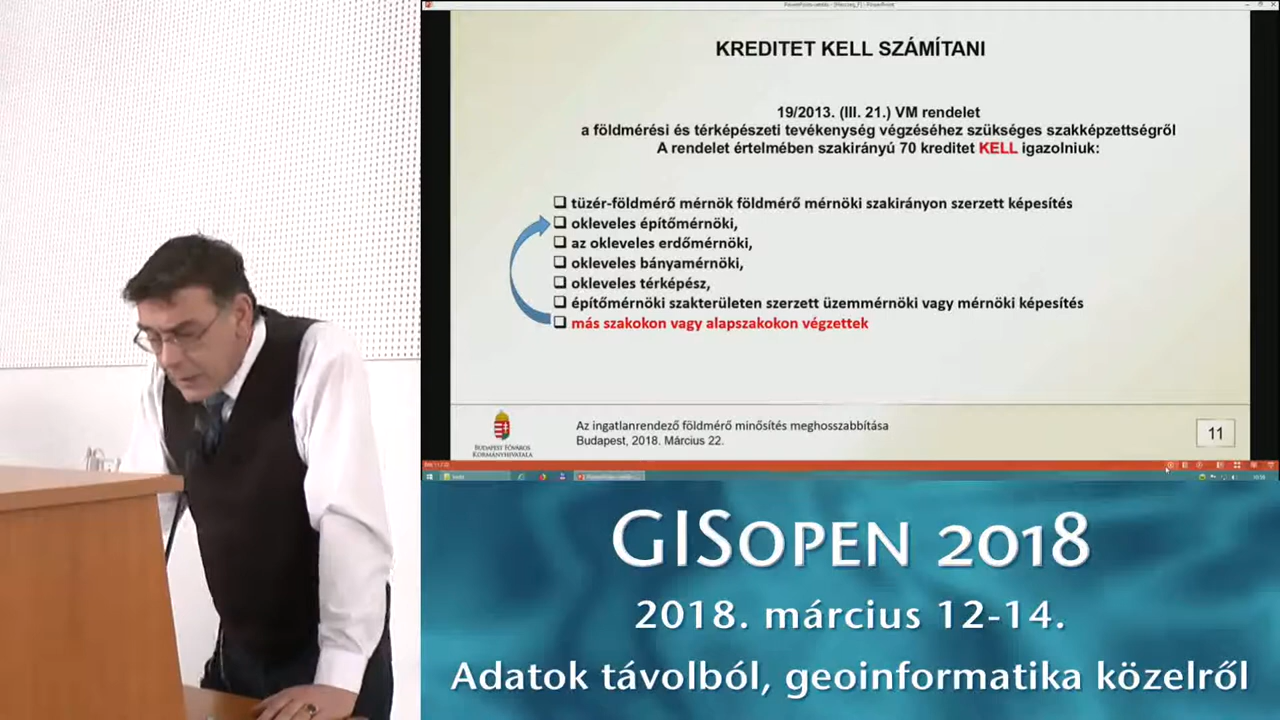 KREDITET KELL SZÁMÍTANI
19/2013. (III. 21.) VM rendelet
a földmérési és térképészeti tevékenység végzéséhez szükséges szakképzettségről
A rendelet értelmében szakirányú 70 kreditet KELL igazolniuk:
tüzér-földmérő mérnök földmérő mérnöki szakirányon szerzett képesítés
okleveles építőmérnöki,
az okleveles erdőmérnöki,
okleveles bányamérnöki,
okleveles térképész,
építőmérnöki szakterületen szerzett üzemmérnöki vagy mérnöki képesítés
más szakokon vagy alapszakokon végzettek
BUDAPEST FŐVÁROS
KORMÁNYHIVATALA
Az ingatlanrendező földmérő minősítés meghosszabbítása
Budapest, 2018. Március 22.
11
GISOPEN 2018
2018. március 12-14.
Adatok távolból, geoinformatika közelről